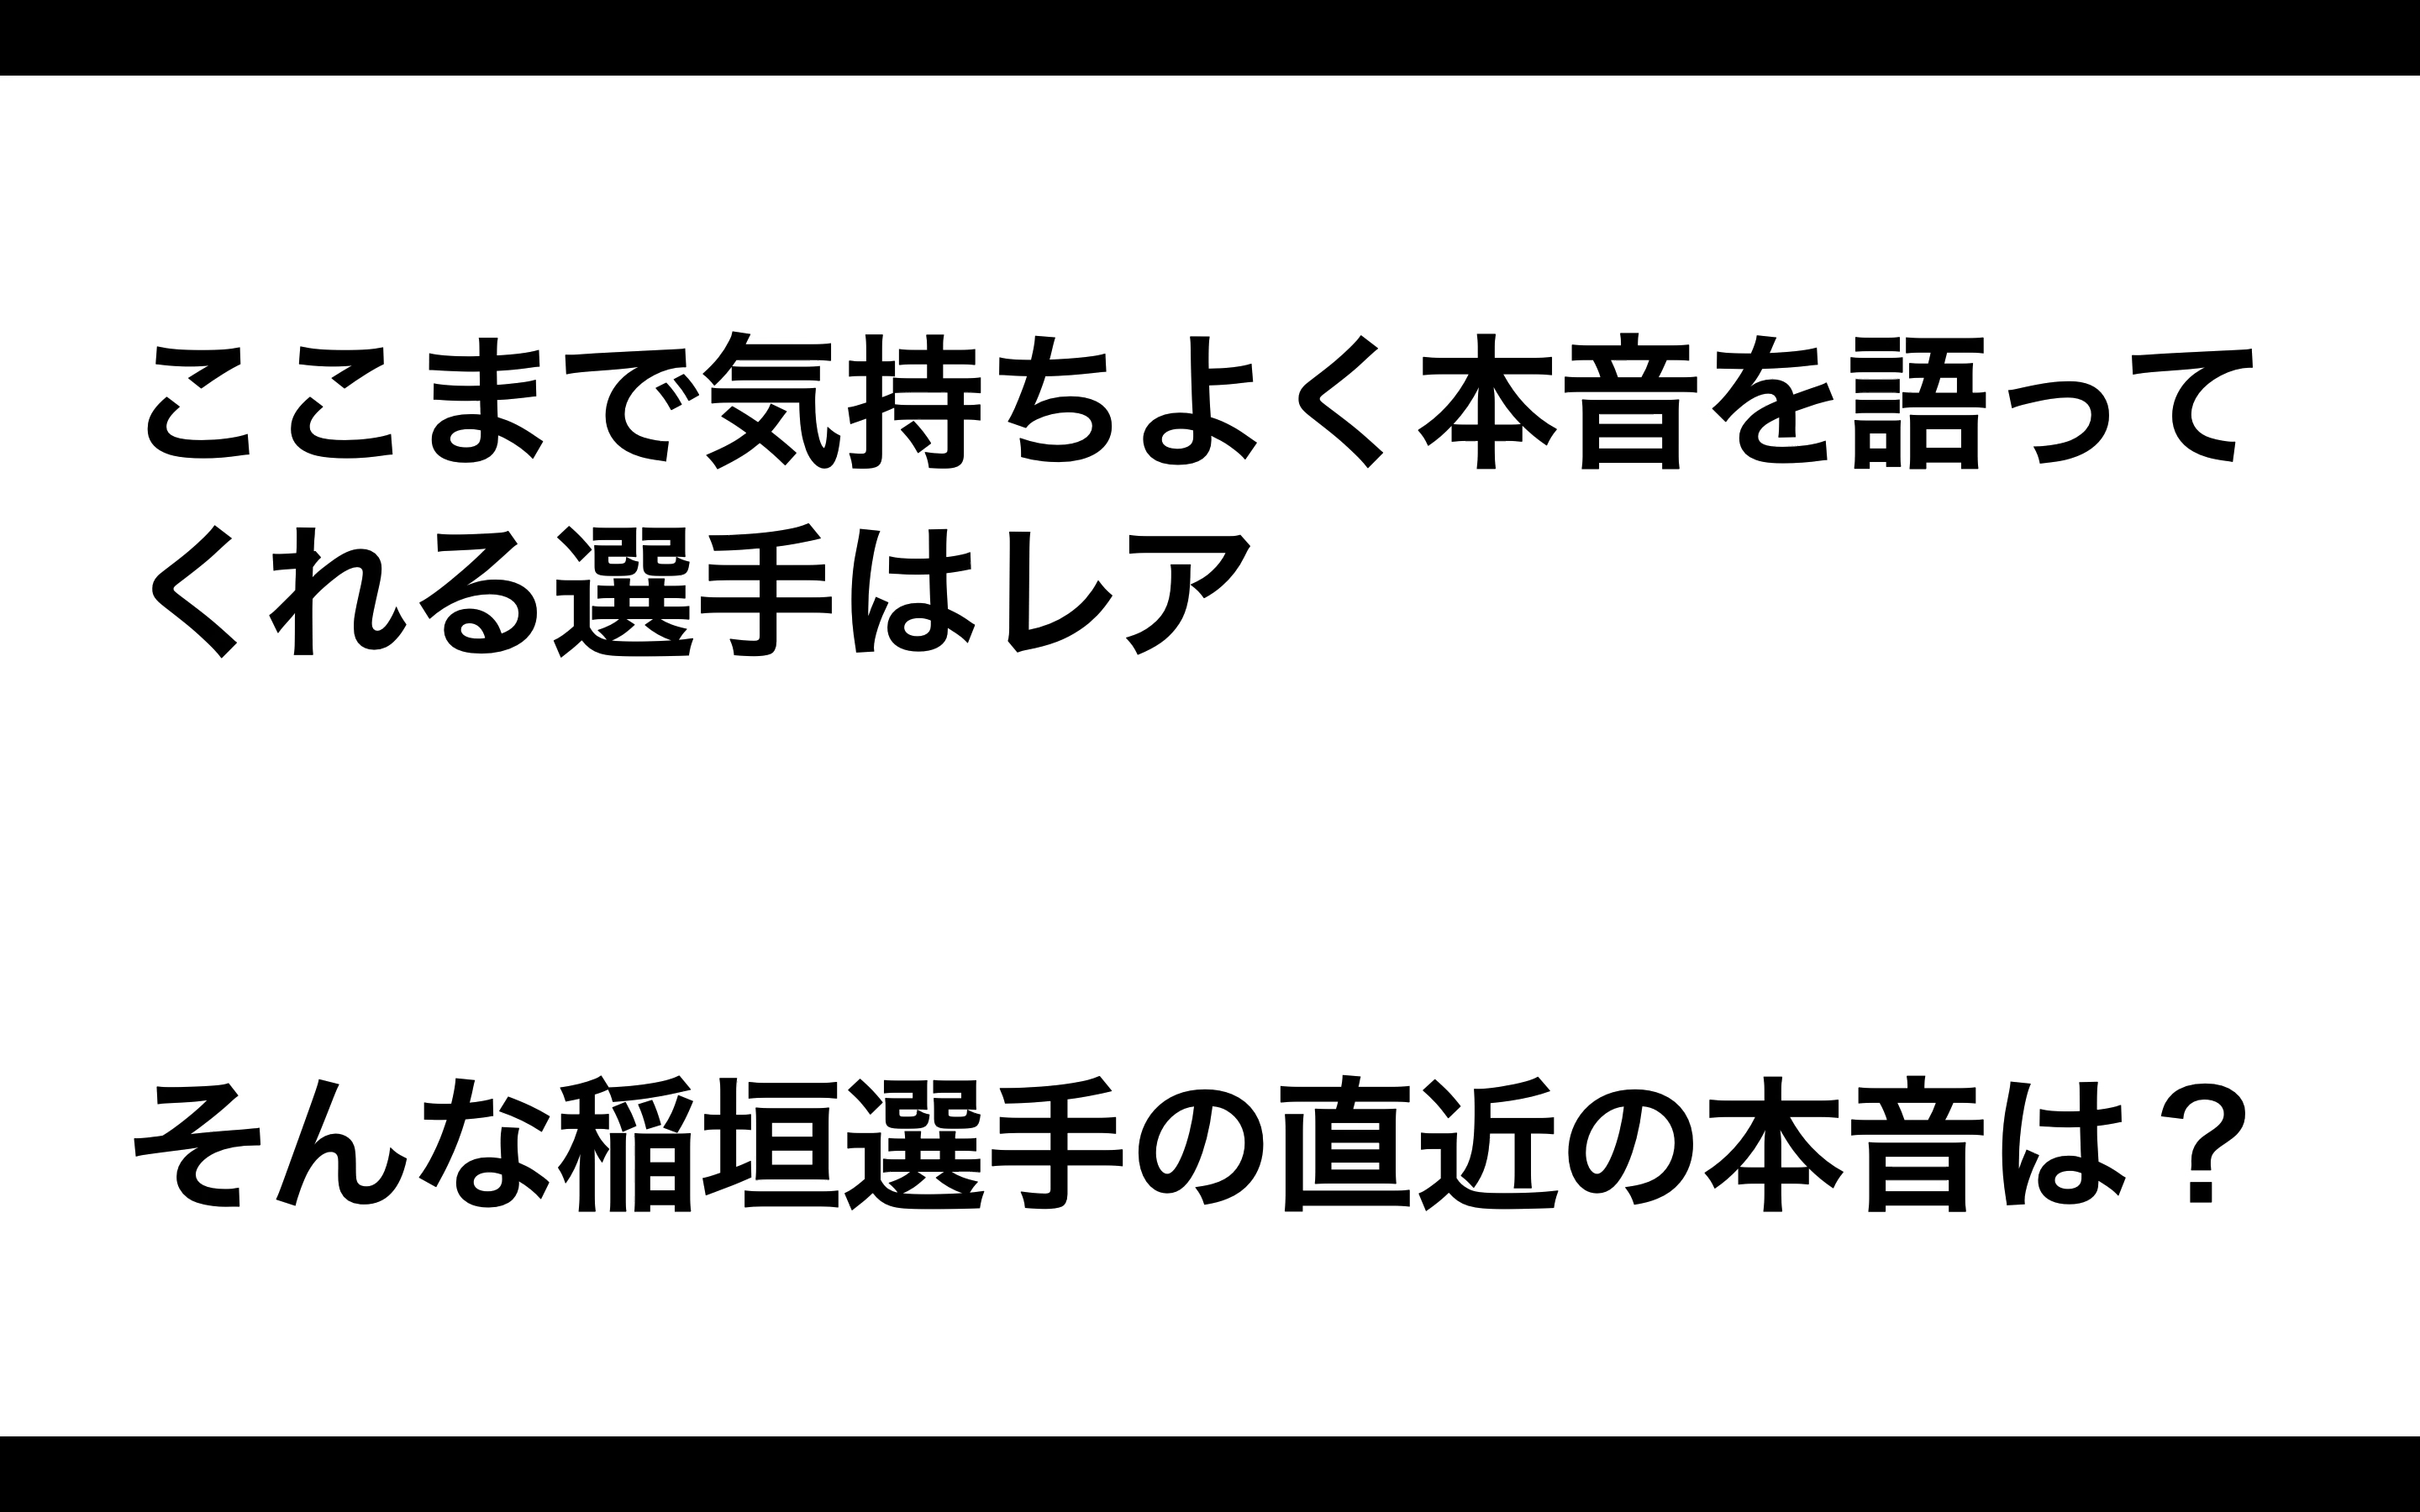 ここまで気持ちよく本音を語って
くれる選手はレア
そんな稲垣選手の直近の本音は？